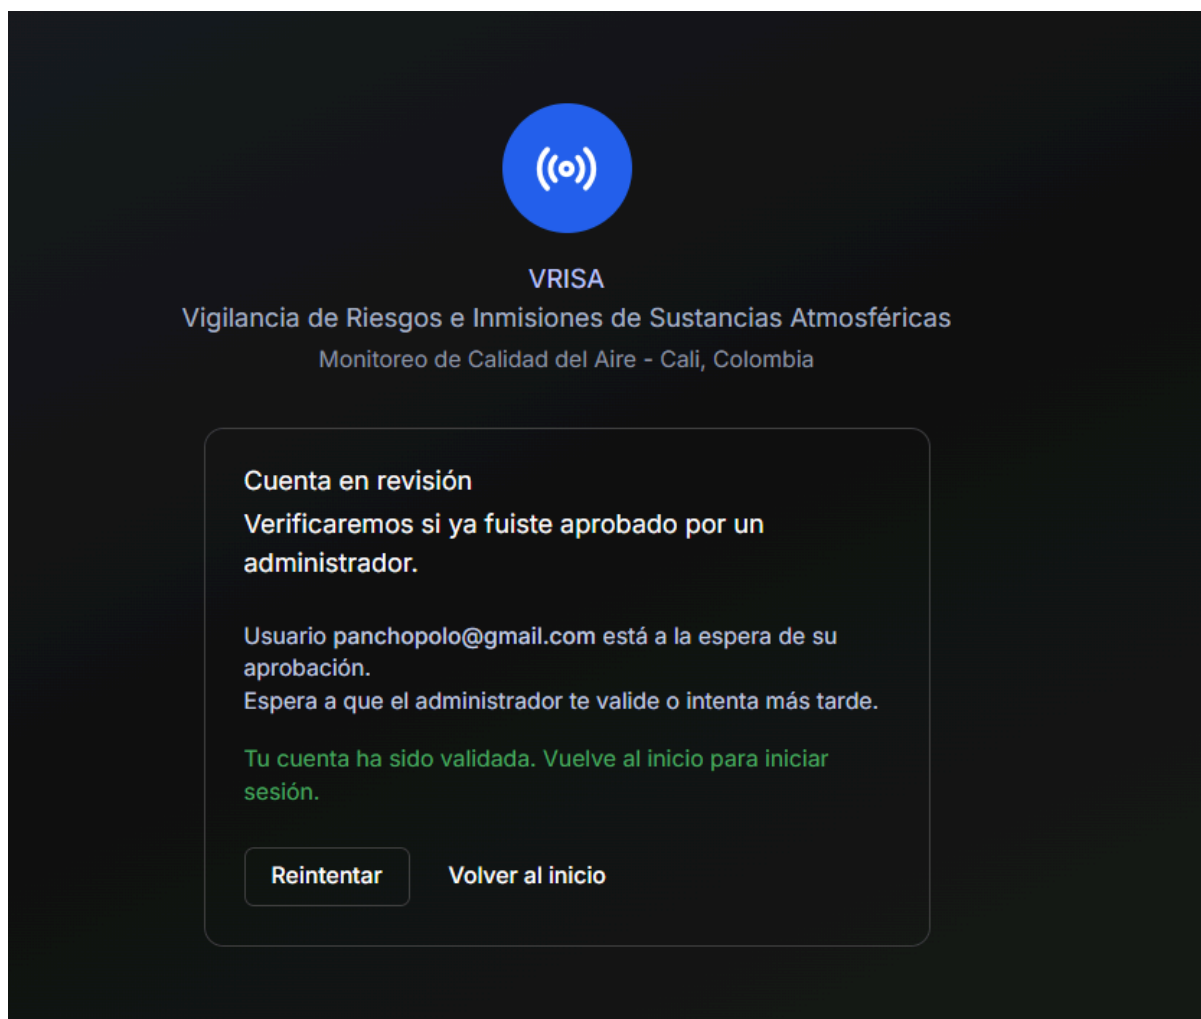 VRISA
Vigilancia de Riesgos e Inmisiones de Sustancias Atmosféricas
Monitoreo de Calidad del Aire - Cali, Colombia
Cuenta en revisión
Verificaremos si ya fuiste aprobado por un
administrador.
Usuario panchopolo@gmail.com está a la espera de su
aprobación.
Espera a que el administrador te valide o intenta más tarde.
Tu cuenta ha sido validada. Vuelve al inicio para iniciar
sesión.
Reintentar
Volver al inicio